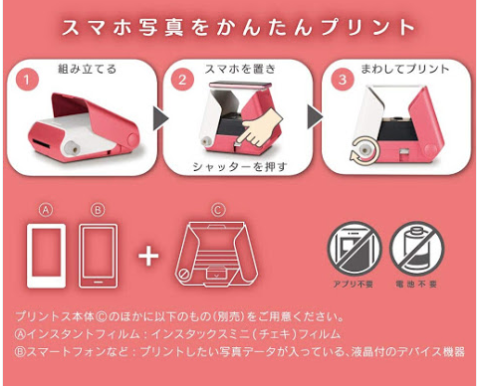 スマホ写真をかんたんプリント
1 組み立てる
2 スマホを置き
シャッターを押す
3 まわしてプリント
Ⓐ Ⓑ + Ⓒ
アプリ不要 電池不要
プリントス本体Ⓒのほかに以下のもの(別売)をご用意ください。
Ⓐインスタントフィルム:インスタックスミニ(チェキ)フィルム
Ⓑスマートフォンなど:プリントしたい写真データが入っている、液晶付のデバイス機器